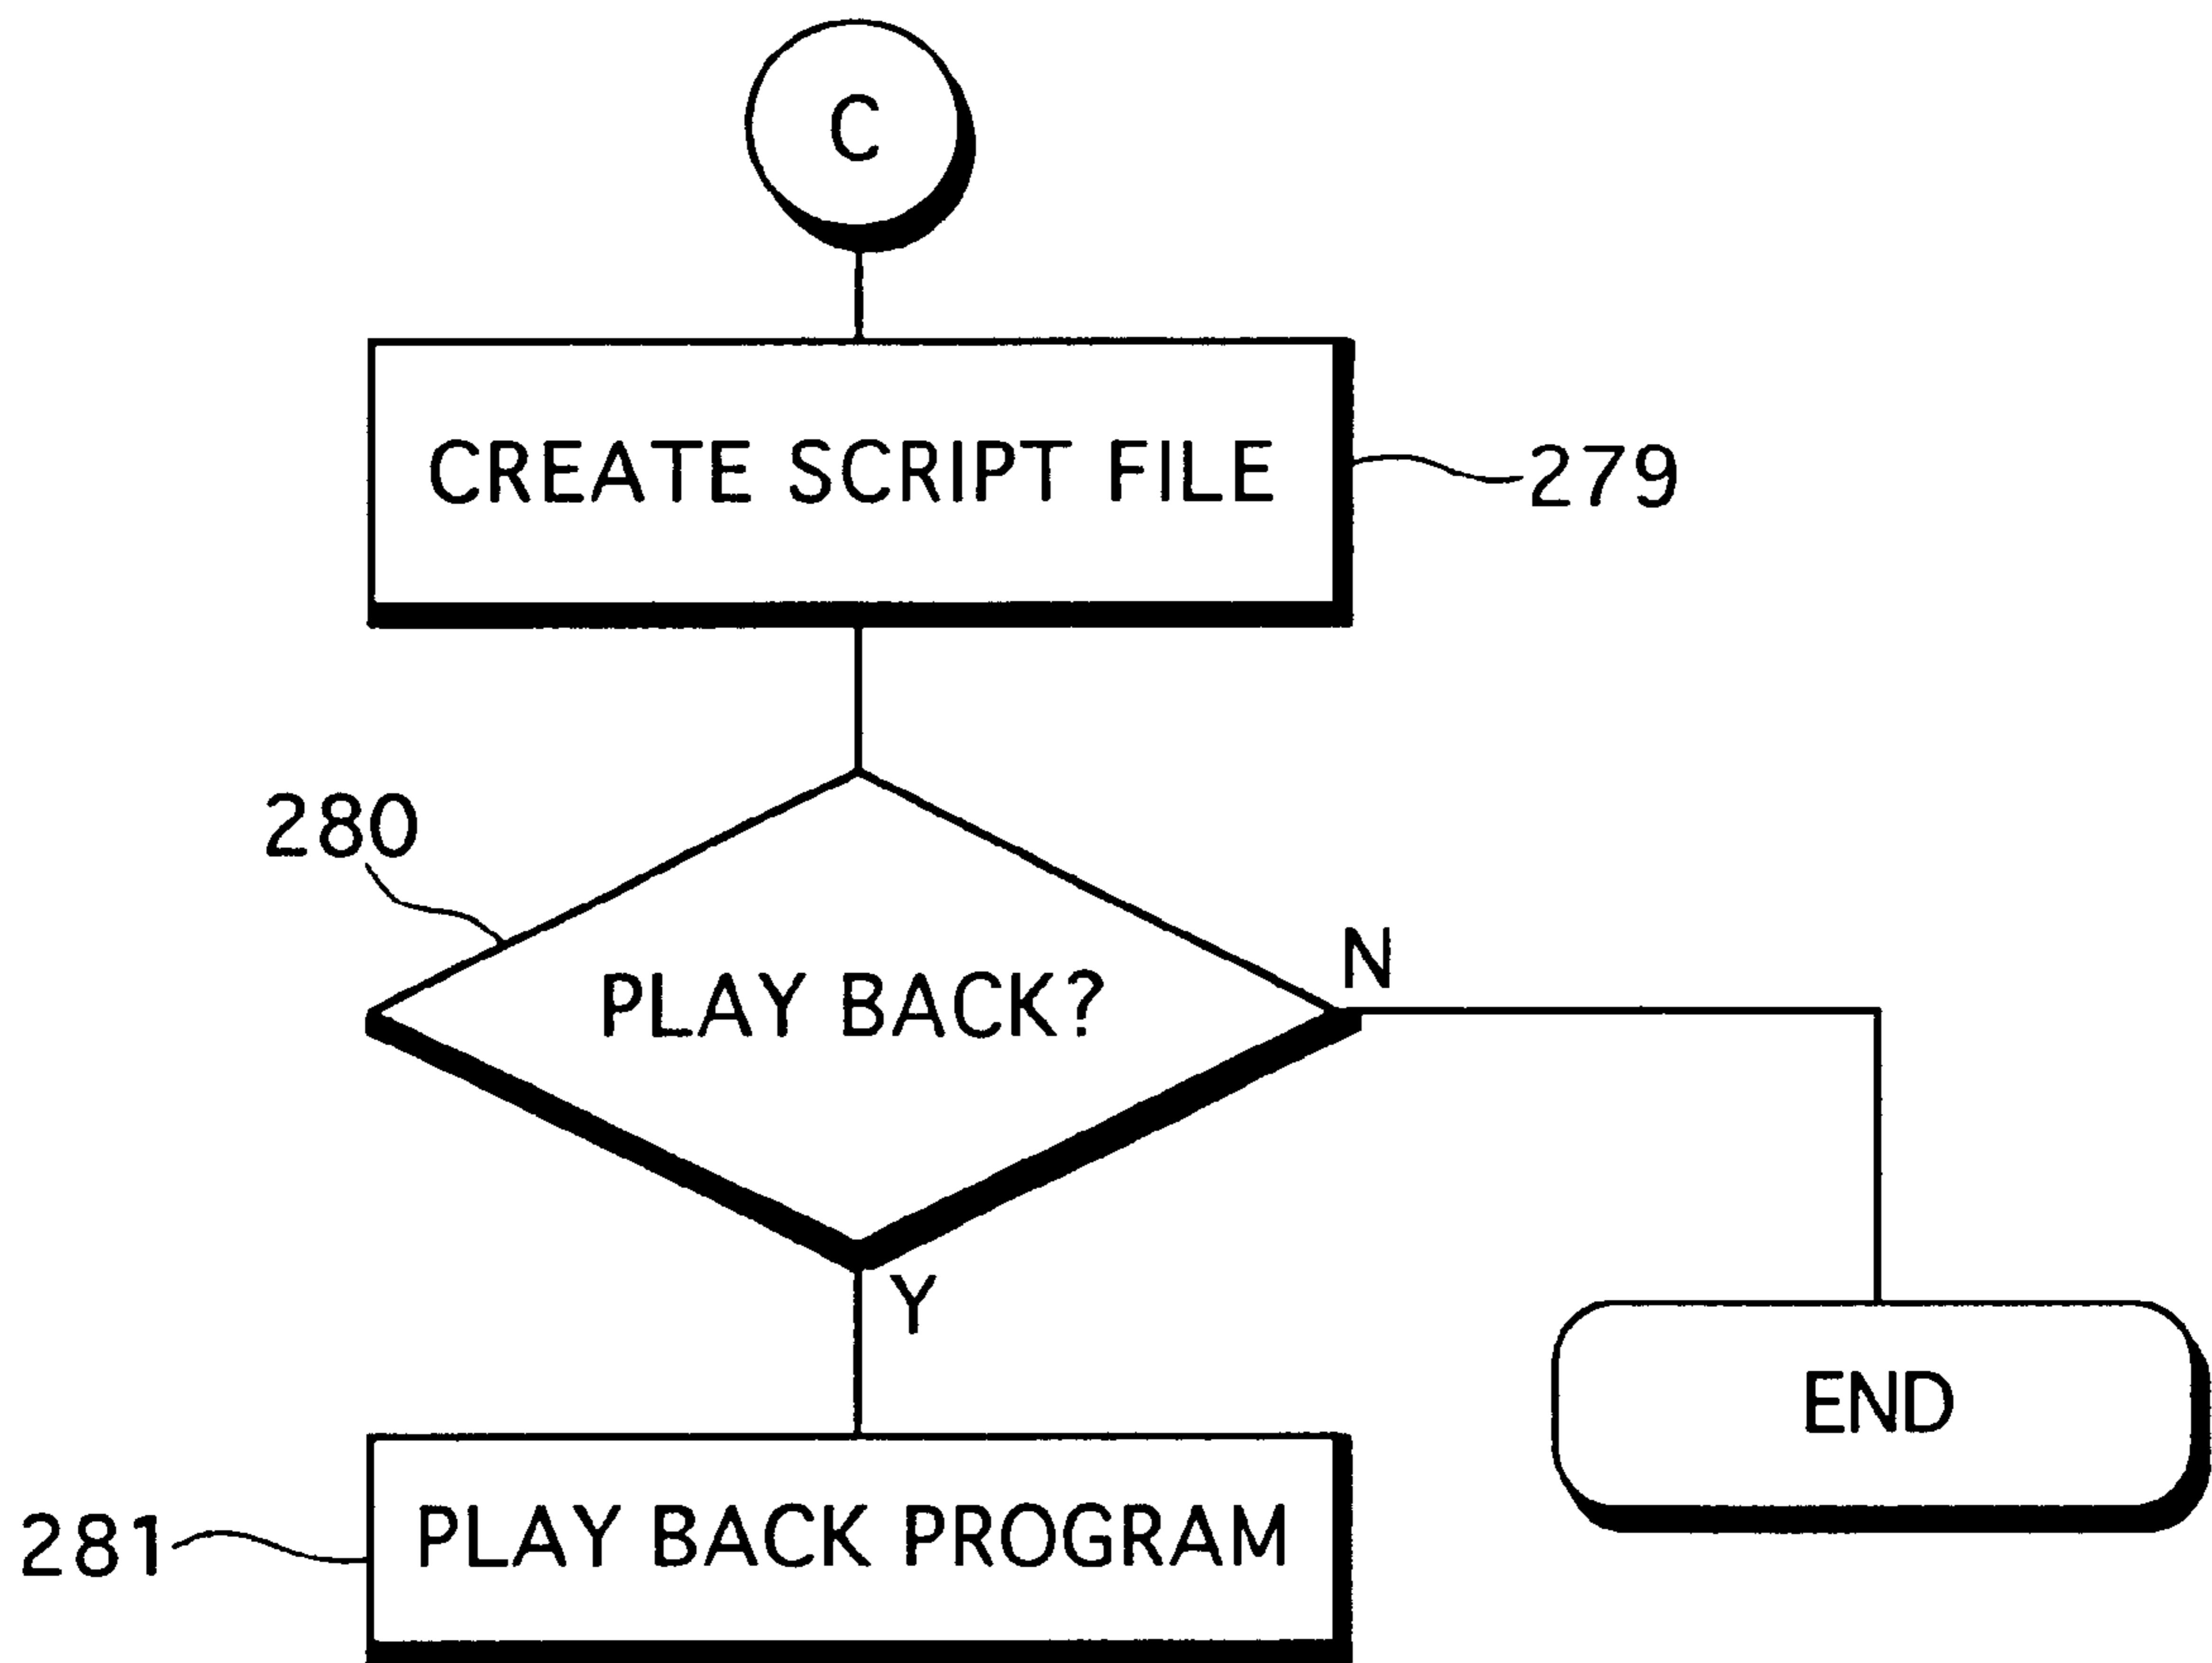 C
CREATE SCRIPT FILE
279
280
PLAY BACK?
N
Y
END
281
PLAY BACK PROGRAM